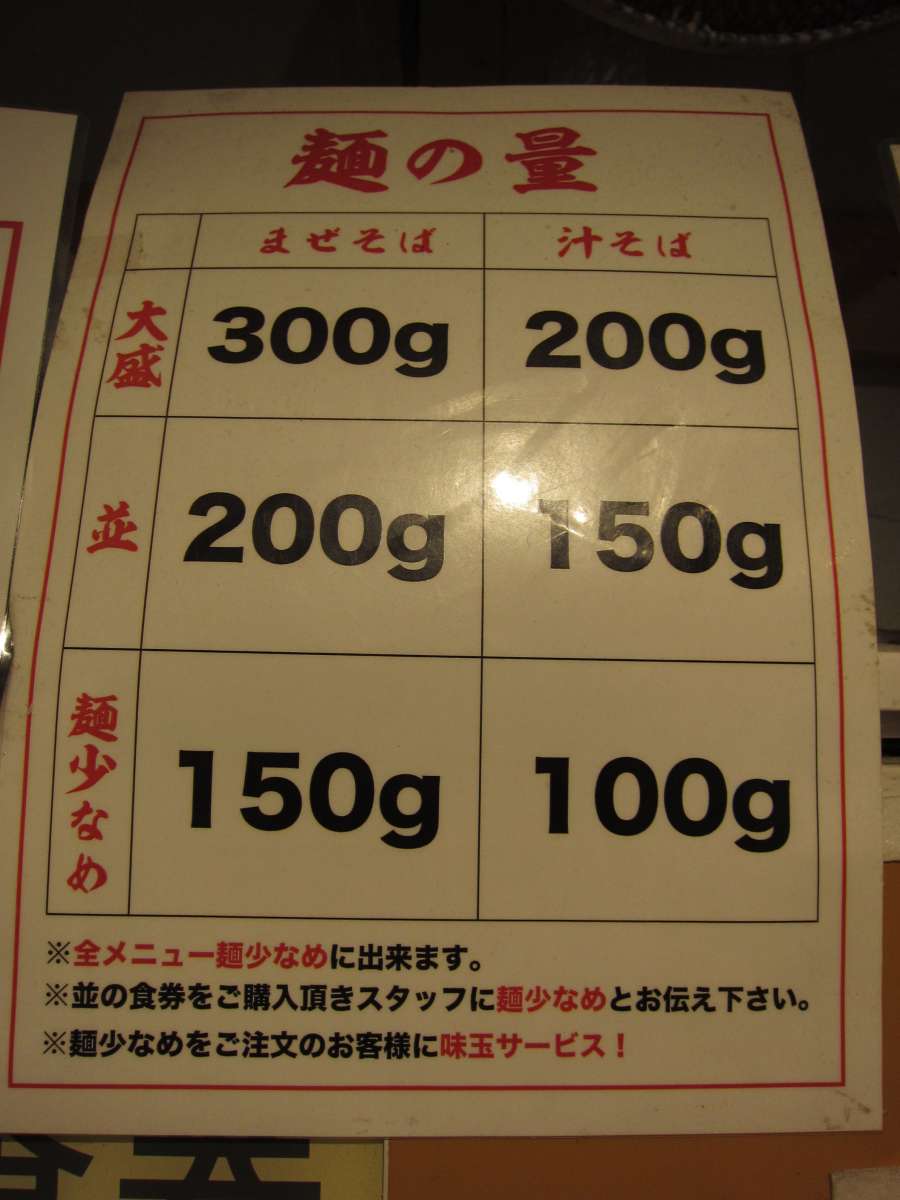 麺の量
まぜそば 汁そば
大盛 300g 200g
並 200g 150g
麺少なめ 150g 100g
※全メニュー麺少なめに出来ます。
※並の食券をご購入頂きスタッフに麺少なめとお伝え下さい。
※麺少なめをご注文のお客様に味玉サービス！